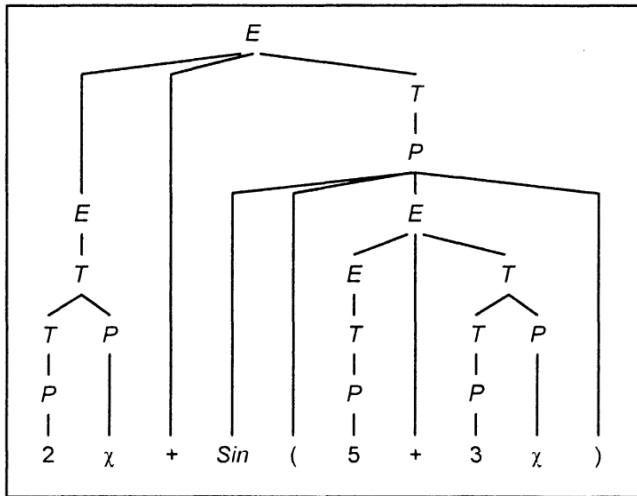 E
T
P
E E
T E T
T P T T P
P P P
2 χ + Sin ( 5 + 3 χ )